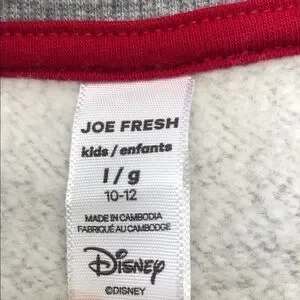 JOE FRESH
kids / enfants
l / g
10-12
MADE IN CAMBODIA
FABRIQUÉ AU CAMBODGE
Disney
©DISNEY